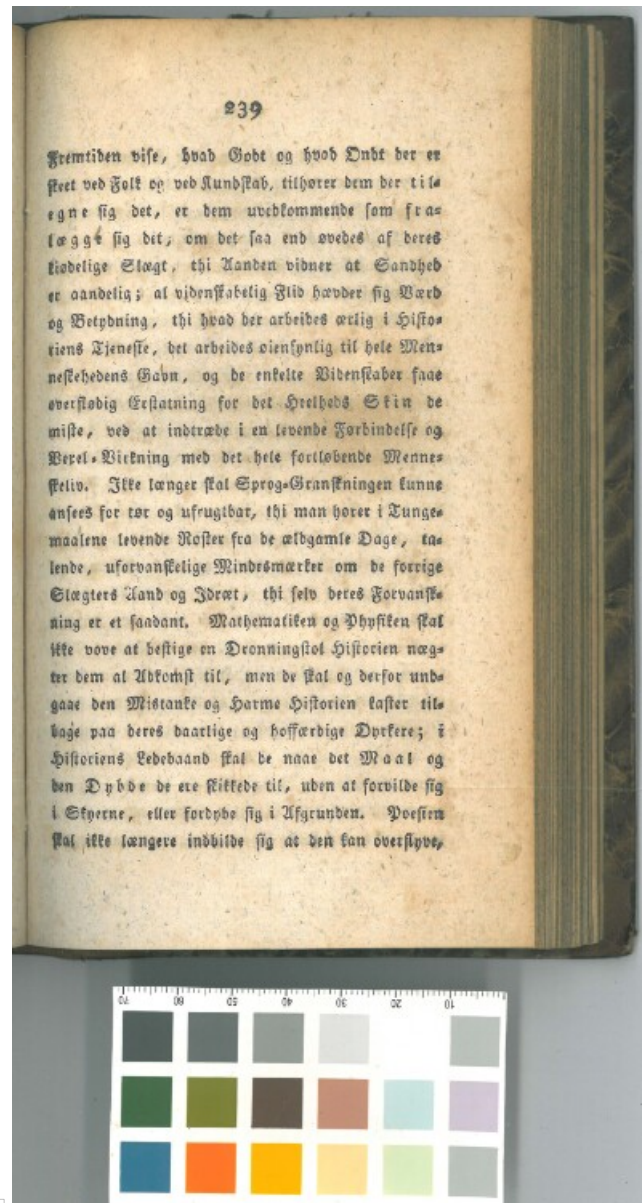 239
Fremtiden vise, hvad Godt og hvad Ondt der er
skeet ved Folk og ved Kundskab, tilhører dem der til-
egne sig det, er dem uvedkommende som fra-
lægge sig det, om det saa end øvedes af deres
kiødelige Slægt, thi Aanden vidner at Sandhed
er aandelig; al videnskabelig Flid hævder sig Værd
og Betydning, thi hvad der arbeides ærlig i Histo-
riens Tjeneste, det arbeides øiensynlig til hele Men-
neskehedens Gavn, og de enkelte Videnskaber faae
overflødig Erstatning for det Heelheds Skin de
miste, ved at indtræde i en levende Forbindelse og
Vexel-Virkning med det hele fortløbende Menne-
skeliv. Ikke længer skal Sprog-Granskningen kunne
ansees for tør og ufrugtbar, thi man hører i Tunge-
maalene levende Røster fra de ældgamle Dage, ta-
lende, uforvanskelige Mindesmærker om de forrige
Slægters Aand og Idræt, thi selv deres Forvansk-
ning er et saadant. Mathematiken og Physiken skal
ikke vove at bestige en Dronningstol Historien næg-
ter dem al Adkomst til, men de skal og derfor und-
gaae den Mistanke og Harme Historien kaster til-
bage paa deres daarlige og hoffærdige Dyrkere; i
Historiens Ledebaand skal de naae det Maal og
den Dybde de ere skikkede til, uden at forvilde sig
i Skyerne, eller fordybe sig i Afgrunden. Poesien
skal ikke længere indbilde sig at den kan overflyve,
70 60 50 40 30 20 10